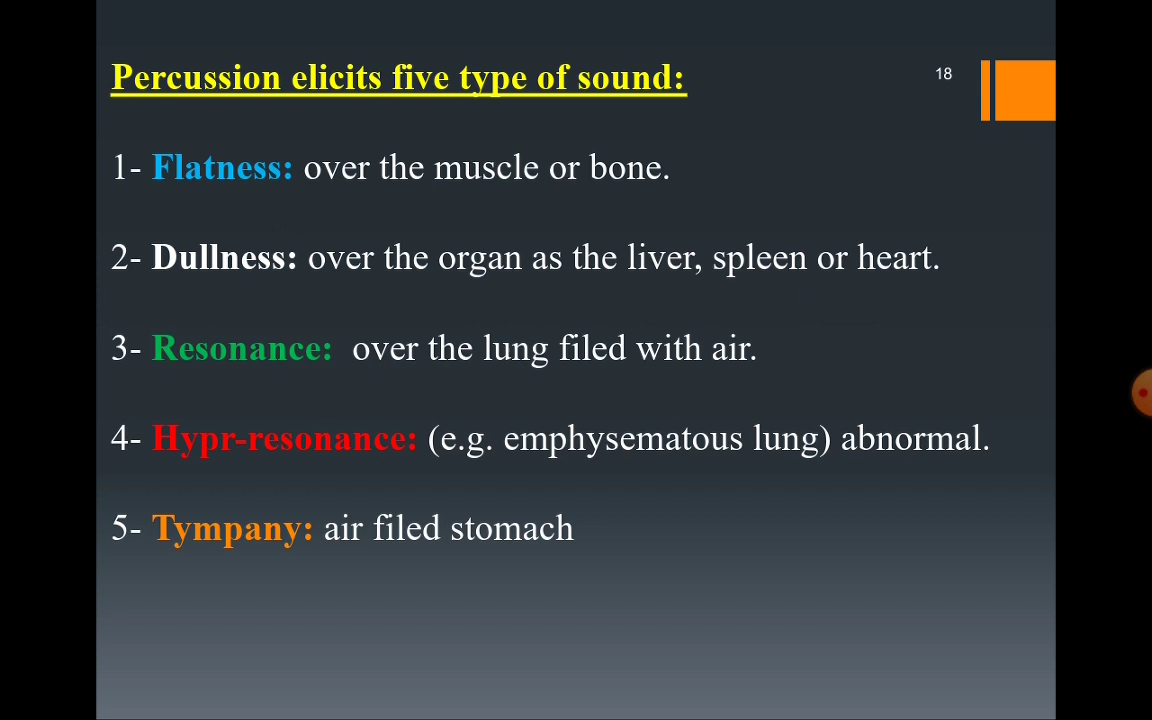 Percussion elicits five type of sound:
18
1- Flatness: over the muscle or bone.
2- Dullness: over the organ as the liver, spleen or heart.
3- Resonance:  over the lung filed with air.
4- Hypr-resonance: (e.g. emphysematous lung) abnormal.
5- Tympany: air filed stomach